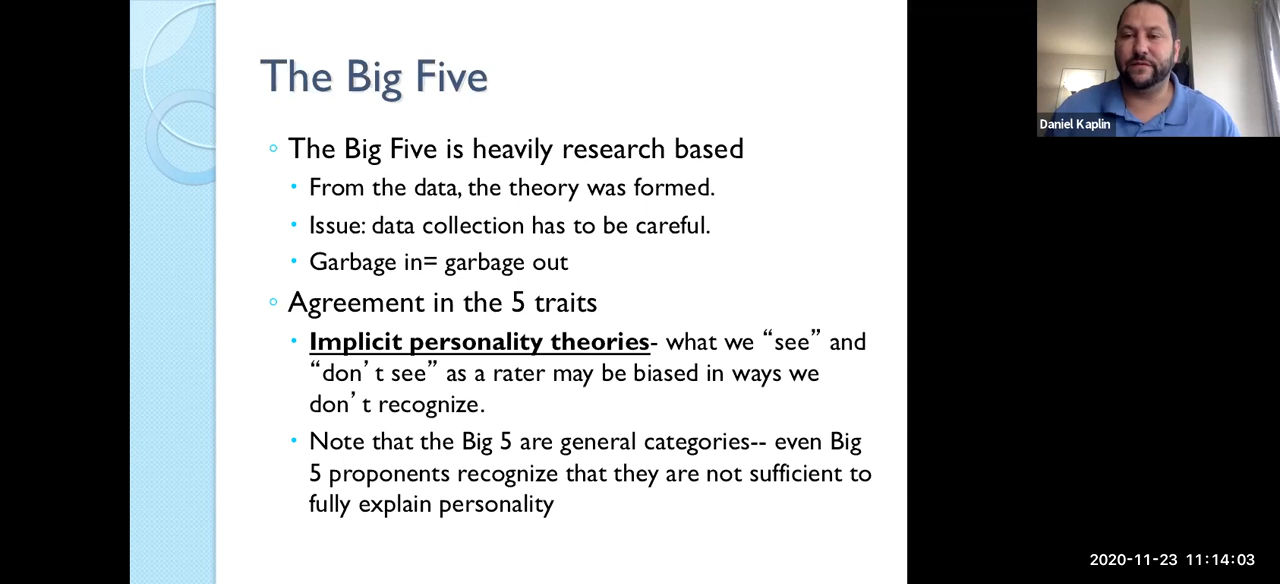 The Big Five
The Big Five is heavily research based
From the data, the theory was formed.
Issue: data collection has to be careful.
Garbage in= garbage out
Agreement in the 5 traits
Implicit personality theories- what we “see” and
“don’t see” as a rater may be biased in ways we
don’t recognize.
Note that the Big 5 are general categories-- even Big
5 proponents recognize that they are not sufficient to
fully explain personality
Daniel Kaplin
2020-11-23 11:14:03